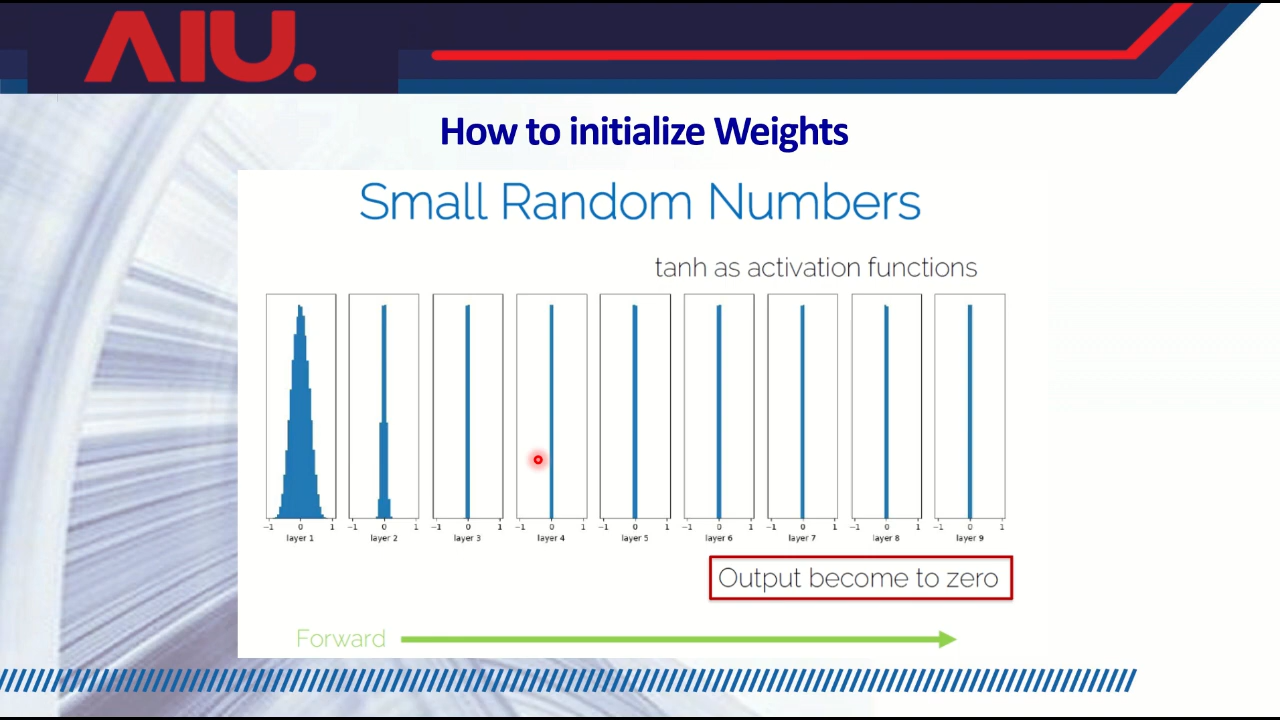 AIU.
How to initialize Weights
Small Random Numbers
tanh as activation functions
-1 0 1 -1 0 1 -1 0 1 -1 0 1 -1 0 1 -1 0 1 -1 0 1 -1 0 1 -1 0 1
layer 1 layer 2 layer 3 layer 4 layer 5 layer 6 layer 7 layer 8 layer 9
Output become to zero
Forward